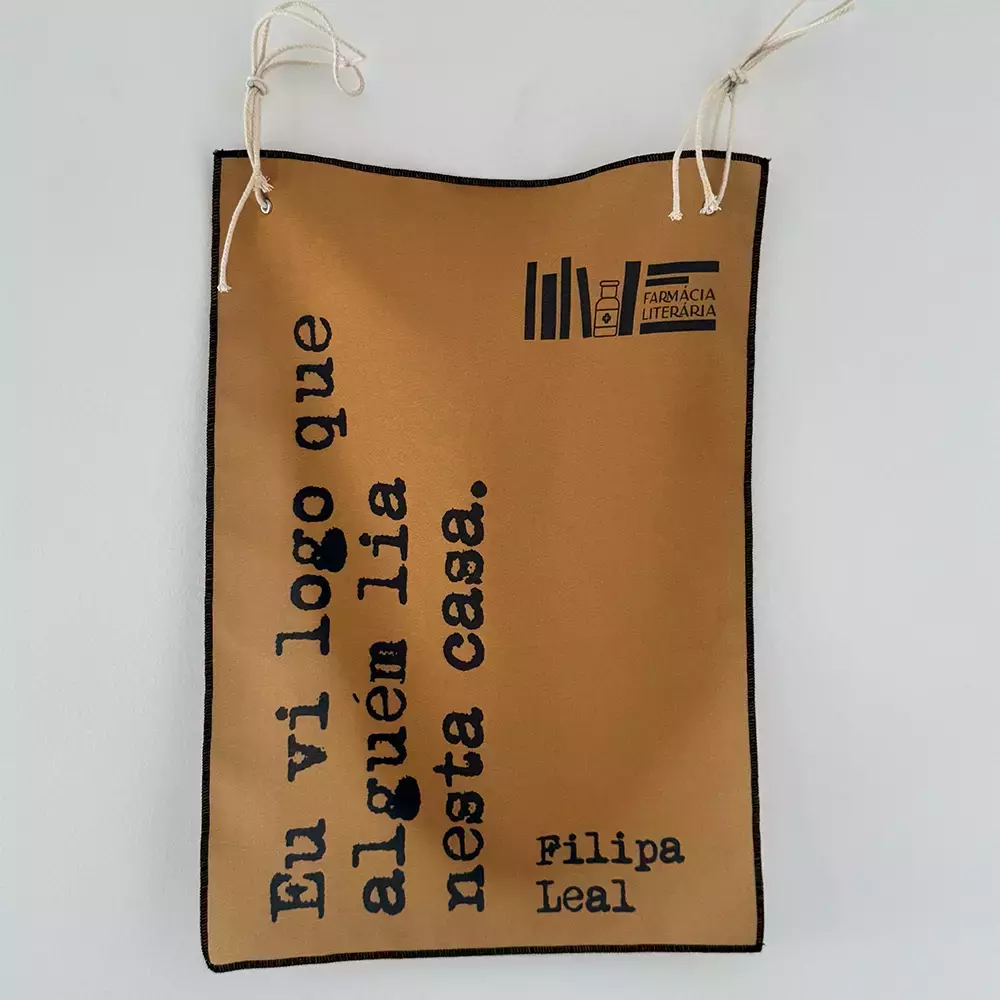 FARMÁCIA
LITERÁRIA
Eu vi logo que
alguém lia
nesta casa.
Filipa
Leal